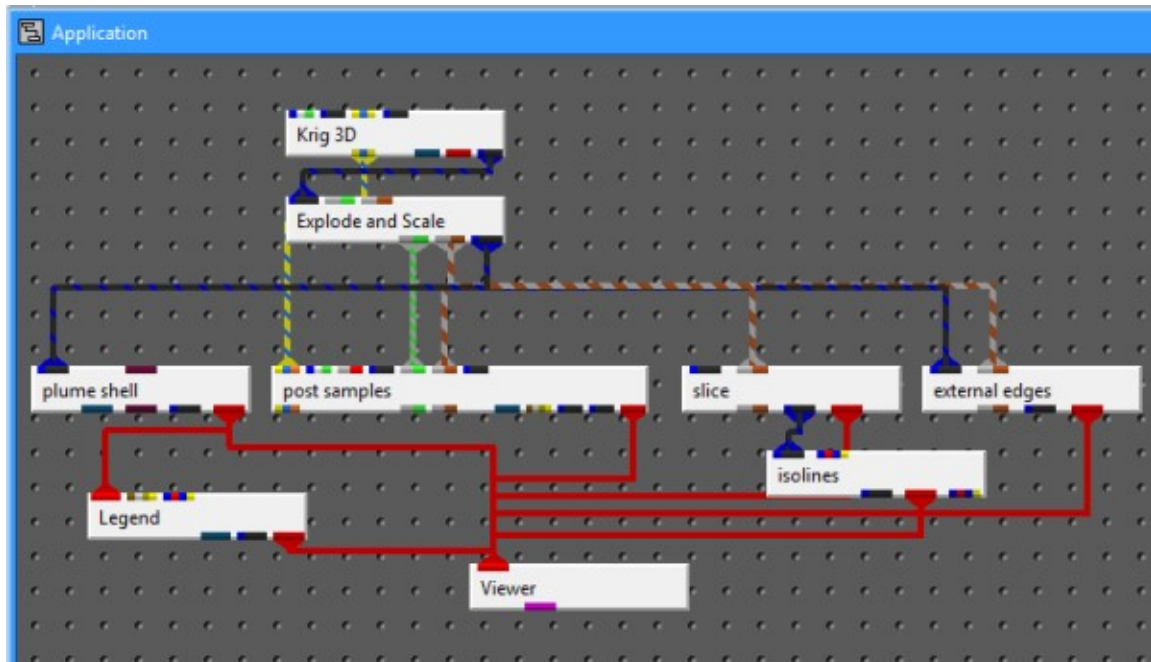 Application
Krig 3D
Explode and Scale
plume shell
post samples
slice
external edges
isolines
Legend
Viewer